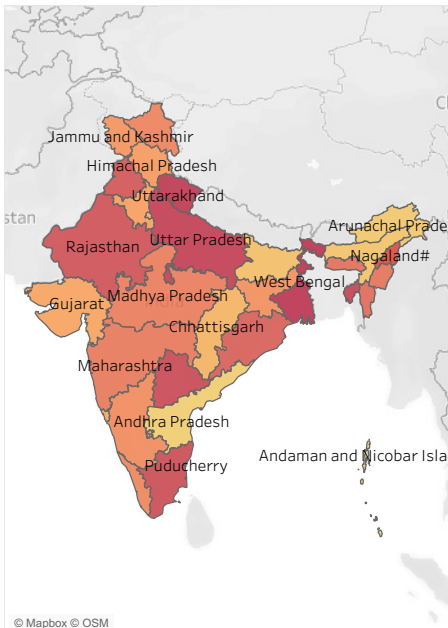 Jammu and Kashmir
Himachal Pradesh
Uttarakhand
stan
Arunachal Prade
Rajasthan
Uttar Pradesh
Nagaland#
West Bengal
Gujarat
Madhya Pradesh
Chhattisgarh
Maharashtra
Andhra Pradesh
Puducherry
Andaman and Nicobar Isla
© Mapbox © OSM